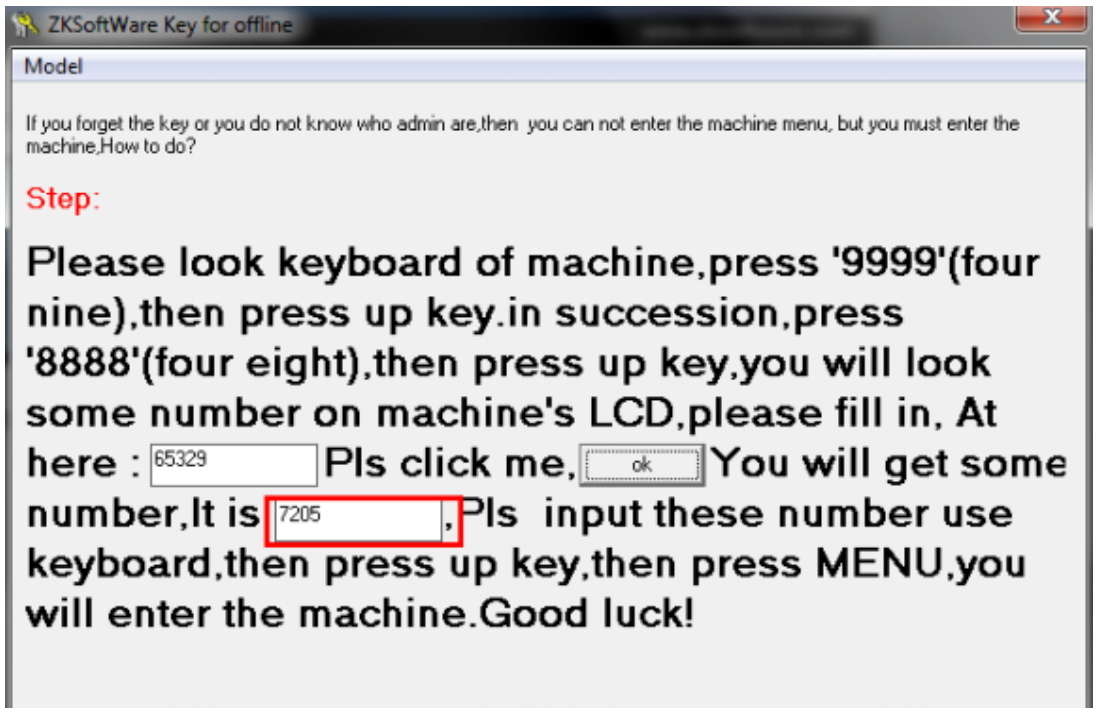 ZKSoftWare Key for offline
Model
If you forget the key or you do not know who admin are,then you can not enter the machine menu, but you must enter the
machine,How to do?
Step:
Please look keyboard of machine,press '9999'(four
nine),then press up key.in succession,press
'8888'(four eight),then press up key,you will look
some number on machine's LCD,please fill in, At
here : 65329 Pls click me, ok You will get some
number,It is 7205 ,Pls input these number use
keyboard,then press up key,then press MENU,you
will enter the machine.Good luck!